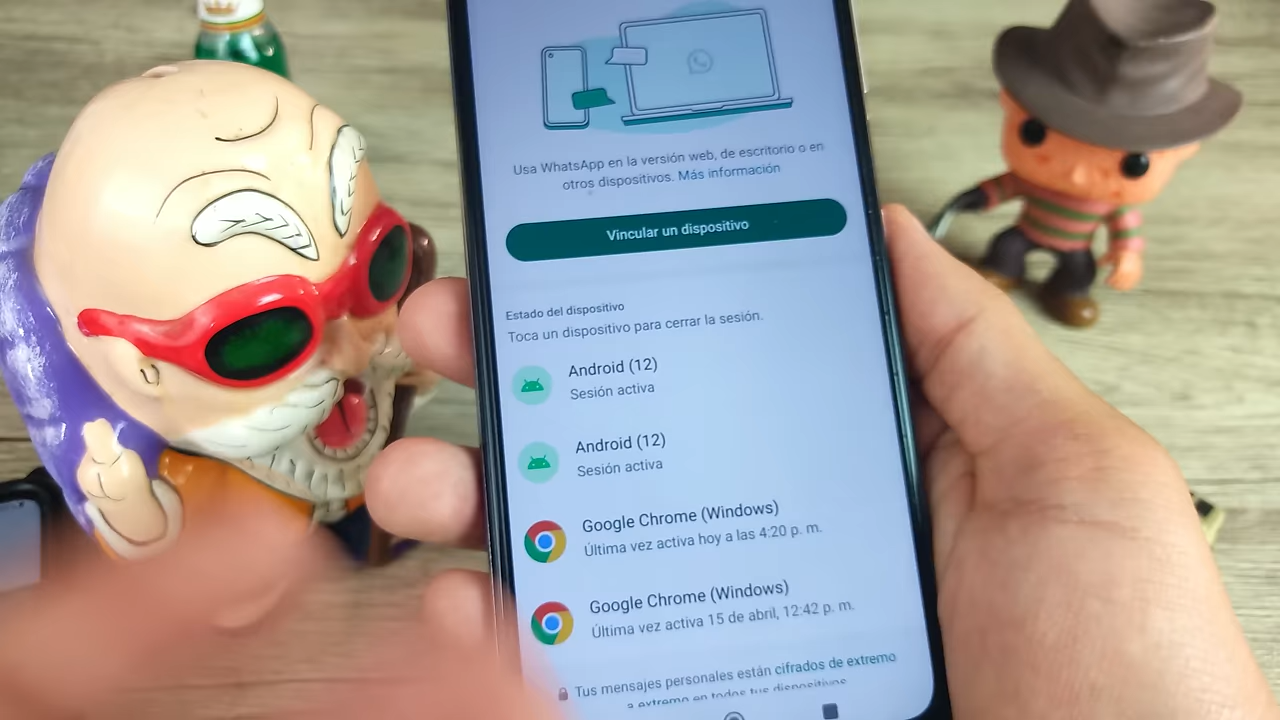 Usa WhatsApp en la versión web, de escritorio o en
otros dispositivos. Más información
Vincular un dispositivo
Estado del dispositivo
Toca un dispositivo para cerrar la sesión.
Android (12)
Sesión activa
Android (12)
Sesión activa
Google Chrome (Windows)
Última vez activa hoy a las 4:20 p. m.
Google Chrome (Windows)
Última vez activa 15 de abril, 12:42 p. m.
Tus mensajes personales están cifrados de extremo
a extremo en todos tus dispositivos.